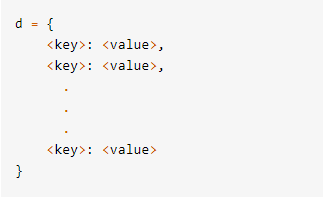 d = {
    <key>: <value>,
    <key>: <value>,
      .
      .
      .
    <key>: <value>
}